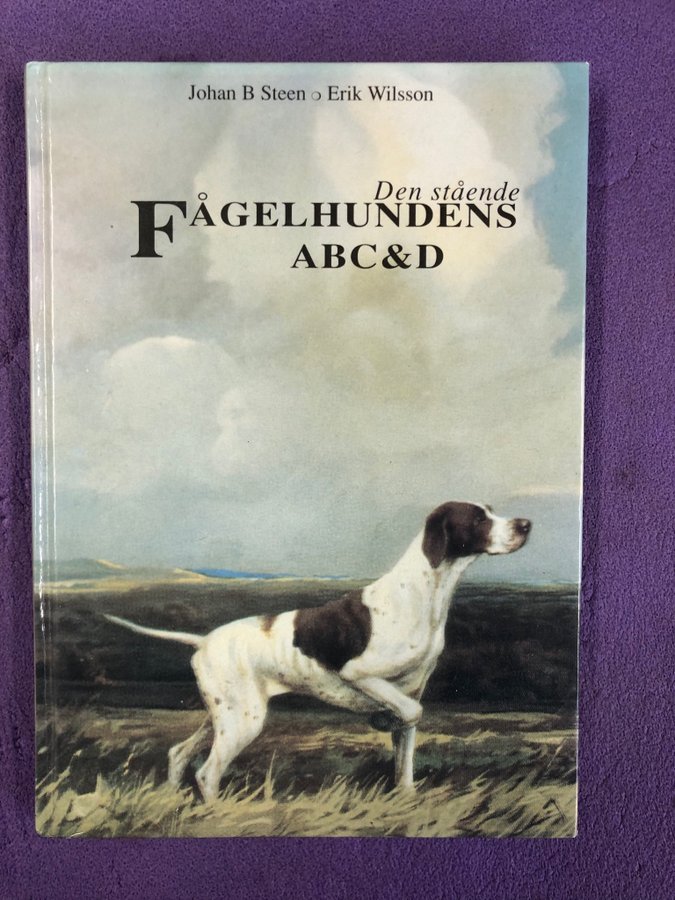 Johan B Steen ❍ Erik Wilsson
Den stående
FÅGELHUNDENS
ABC&D